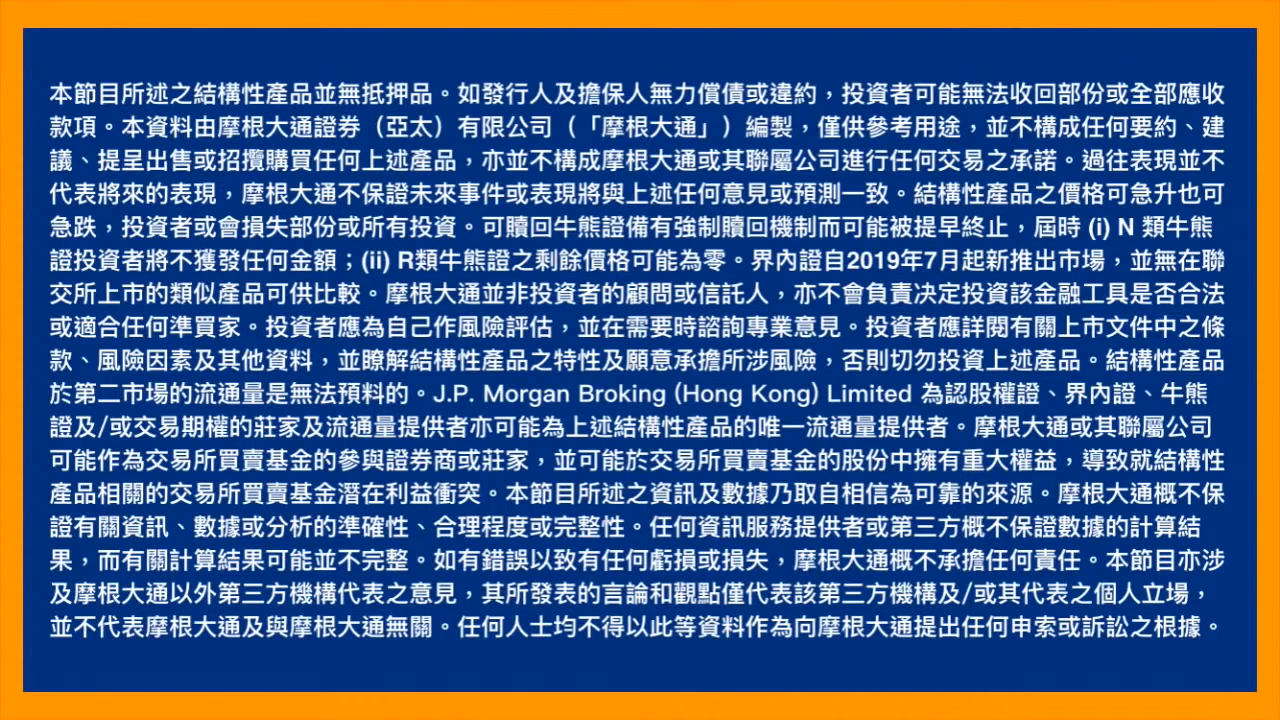 本節目所述之結構性產品並無抵押品。如發行人及擔保人無力償債或違約，投資者可能無法收回部份或全部應收
款項。本資料由摩根大通證券（亞太）有限公司（「摩根大通」）編製，僅供參考用途，並不構成任何要約、建
議、提呈出售或招攬購買任何上述產品，亦並不構成摩根大通或其聯屬公司進行任何交易之承諾。過往表現並不
代表將來的表現，摩根大通不保證未來事件或表現將與上述任何意見或預測一致。結構性產品之價格可急升也可
急跌，投資者或會損失部份或所有投資。可贖回牛熊證備有強制贖回機制而可能被提早終止，屆時 (i) N 類牛熊
證投資者將不獲發任何金額；(ii) R類牛熊證之剩餘價格可能為零。界內證自2019年7月起新推出市場，並無在聯
交所上市的類似產品可供比較。摩根大通並非投資者的顧問或信託人，亦不會負責決定投資該金融工具是否合法
或適合任何準買家。投資者應為自己作風險評估，並在需要時諮詢專業意見。投資者應詳閱有關上市文件中之條
款、風險因素及其他資料，並瞭解結構性產品之特性及願意承擔所涉風險，否則切勿投資上述產品。結構性產品
於第二市場的流通量是無法預料的。J.P. Morgan Broking (Hong Kong) Limited 為認股權證、界內證、牛熊
證及/或交易期權的莊家及流通量提供者亦可能為上述結構性產品的唯一流通量提供者。摩根大通或其聯屬公司
可能作為交易所買賣基金的參與證券商或莊家，並可能於交易所買賣基金的股份中擁有重大權益，導致就結構性
產品相關的交易所買賣基金潛在利益衝突。本節目所述之資訊及數據乃取自相信為可靠的來源。摩根大通概不保
證有關資訊、數據或分析的準確性、合理程度或完整性。任何資訊服務提供者或第三方概不保證數據的計算結
果，而有關計算結果可能並不完整。如有錯誤以致有任何虧損或損失，摩根大通概不承擔任何責任。本節目亦涉
及摩根大通以外第三方機構代表之意見，其所發表的言論和觀點僅代表該第三方機構及/或其代表之個人立場，
並不代表摩根大通及與摩根大通無關。任何人士均不得以此等資料作為向摩根大通提出任何申索或訴訟之根據。